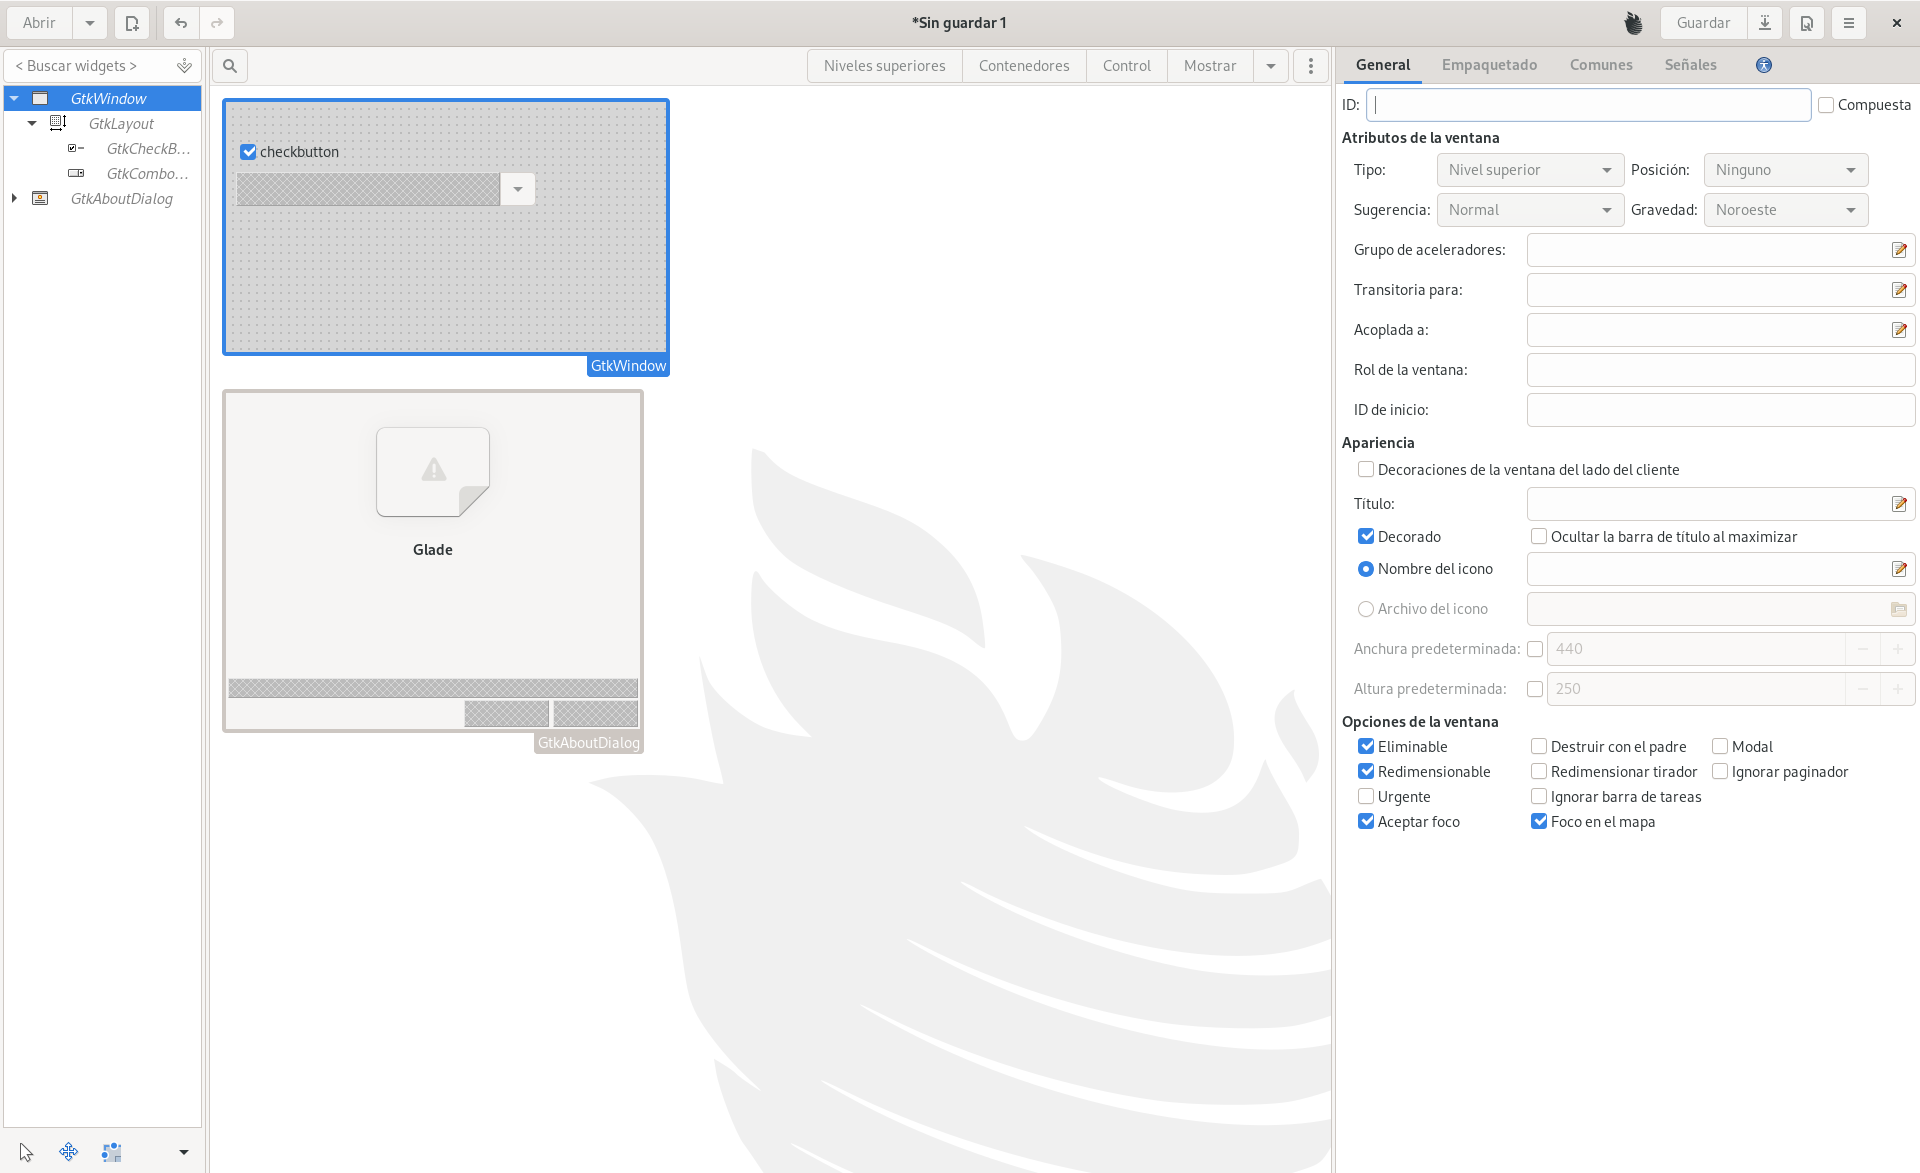 Abrir
*Sin guardar 1
Guardar
< Buscar widgets >
GtkWindow
GtkLayout
GtkCheckB...
GtkCombo...
GtkAboutDialog
Niveles superiores
Contenedores
Control
Mostrar
checkbutton
GtkWindow
Glade
GtkAboutDialog
General
Empaquetado
Comunes
Señales
ID:
Compuesta
Atributos de la ventana
Tipo: Nivel superior Posición: Ninguno
Sugerencia: Normal Gravedad: Noroeste
Grupo de aceleradores:
Transitoria para:
Acoplada a:
Rol de la ventana:
ID de inicio:
Apariencia
Decoraciones de la ventana del lado del cliente
Título:
Decorado Ocultar la barra de título al maximizar
Nombre del icono
Archivo del icono
Anchura predeterminada: 440
Altura predeterminada: 250
Opciones de la ventana
Eliminable Destruir con el padre Modal
Redimensionable Redimensionar tirador Ignorar paginador
Urgente Ignorar barra de tareas
Aceptar foco Foco en el mapa